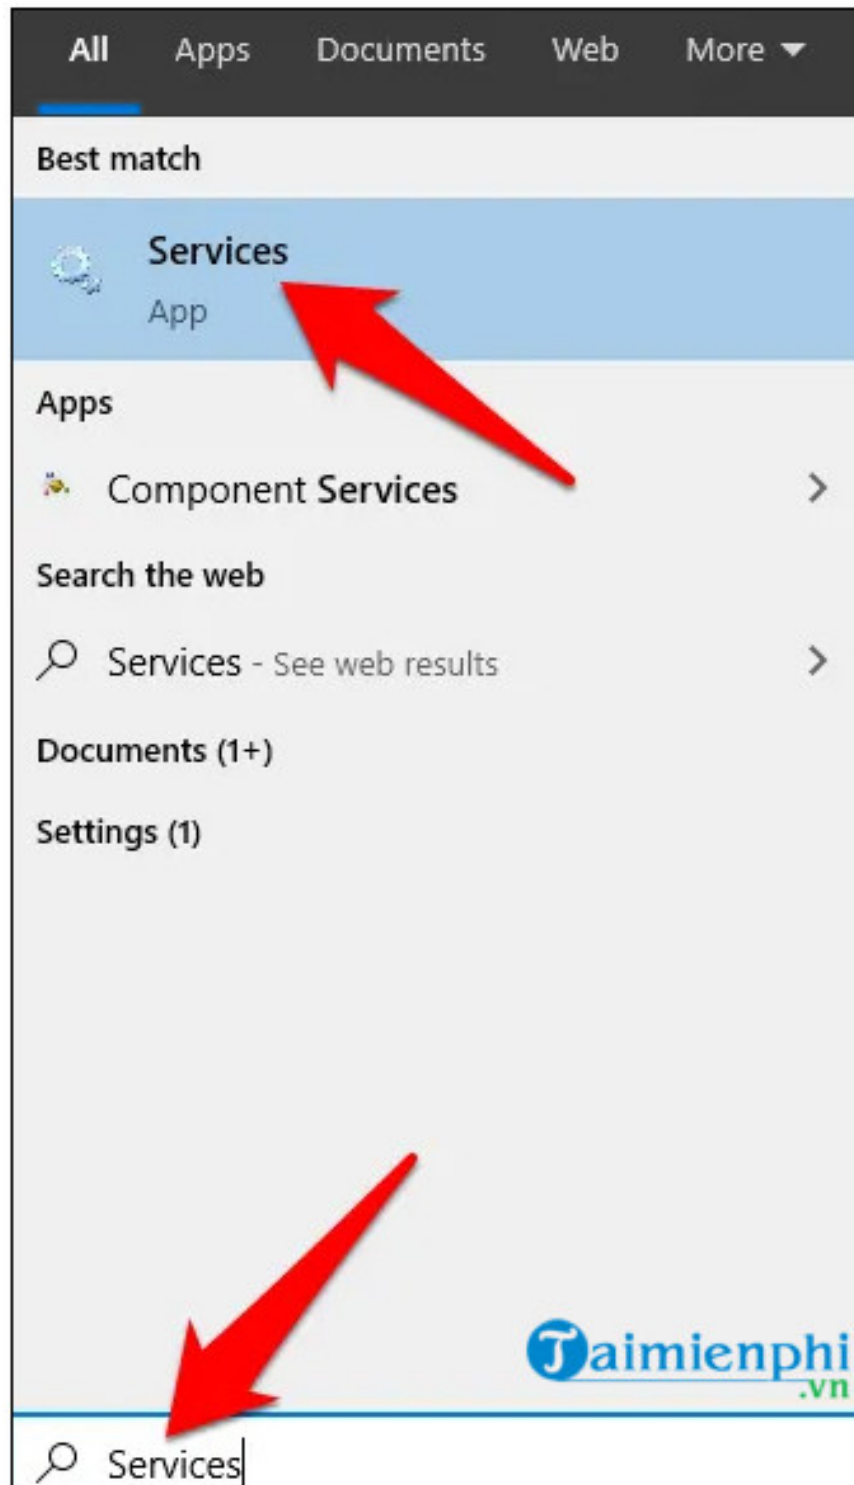 All Apps Documents Web More
Best match
Services
App
Apps
Component Services
Search the web
Services - See web results
Documents (1+)
Settings (1)
Taimienphi
.vn
Services